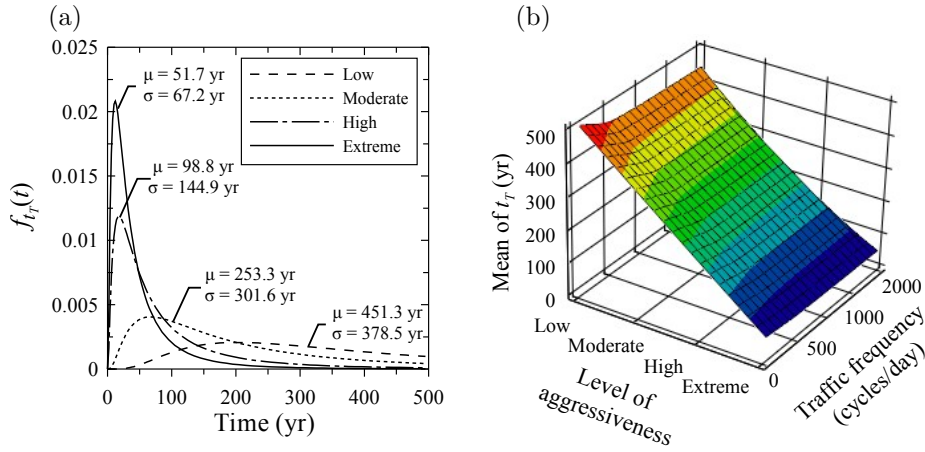 (a)
0.025
0.02
0.015
0.01
0.005
0
f_{t_T}(t)
μ = 51.7 yr
σ = 67.2 yr
μ = 98.8 yr
σ = 144.9 yr
μ = 253.3 yr
σ = 301.6 yr
μ = 451.3 yr
σ = 378.5 yr
Low
Moderate
High
Extreme
0 100 200 300 400 500
Time (yr)
(b)
500
400
300
200
100
0
Mean of t_T (yr)
Low
Moderate
High
Extreme
Level of
aggressiveness
0
500
1000
2000
Traffic frequency
(cycles/day)